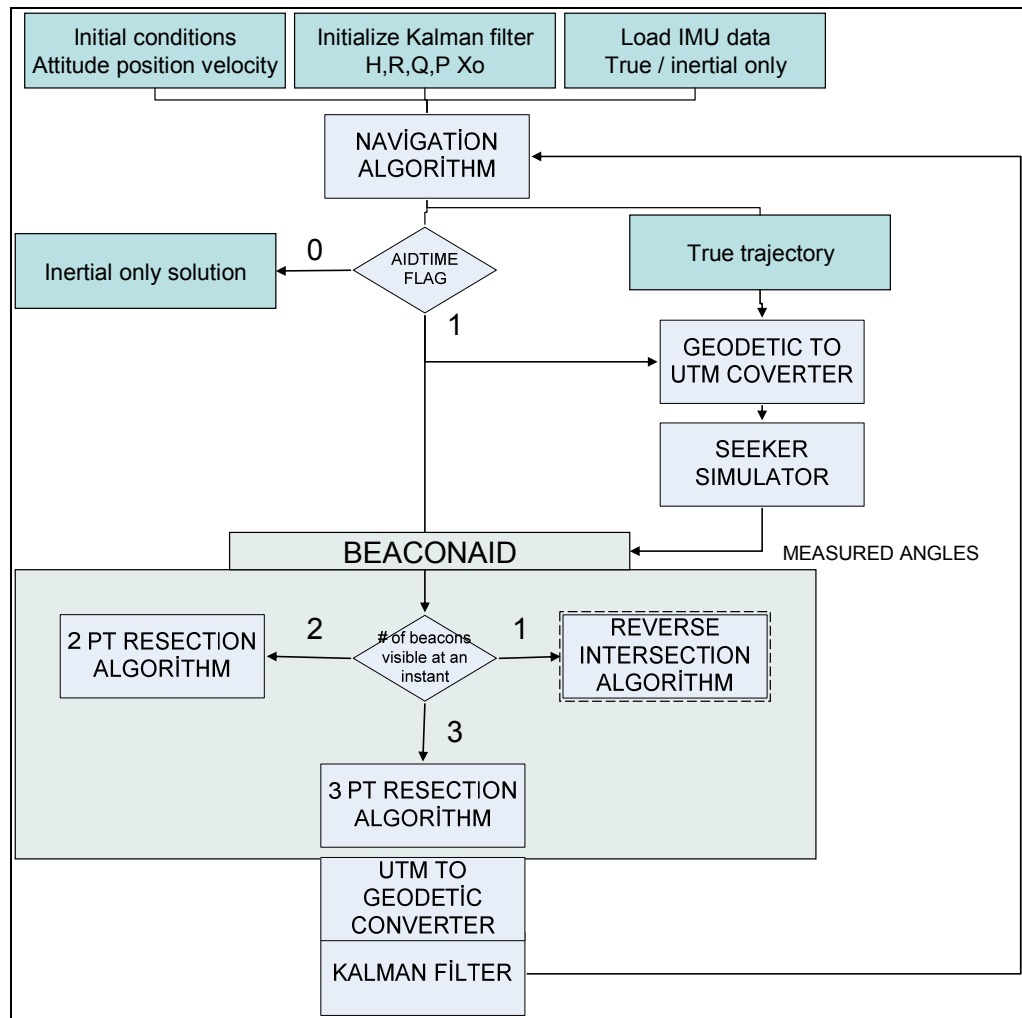 Initial conditions
Attitude position velocity
Initialize Kalman filter
H,R,Q,P Xo
Load IMU data
True / inertial only
NAVİGATION
ALGORİTHM
Inertial only solution
0
AIDTIME
FLAG
1
True trajectory
GEODETİC TO
UTM COVERTER
SEEKER
SIMULATOR
BEACONAID
MEASURED ANGLES
2 PT RESECTION
ALGORİTHM
2
# of beacons
visible at an
instant
1
REVERSE
INTERSECTION
ALGORİTHM
3
3 PT RESECTION
ALGORİTHM
UTM TO
GEODETİC
CONVERTER
KALMAN FİLTER